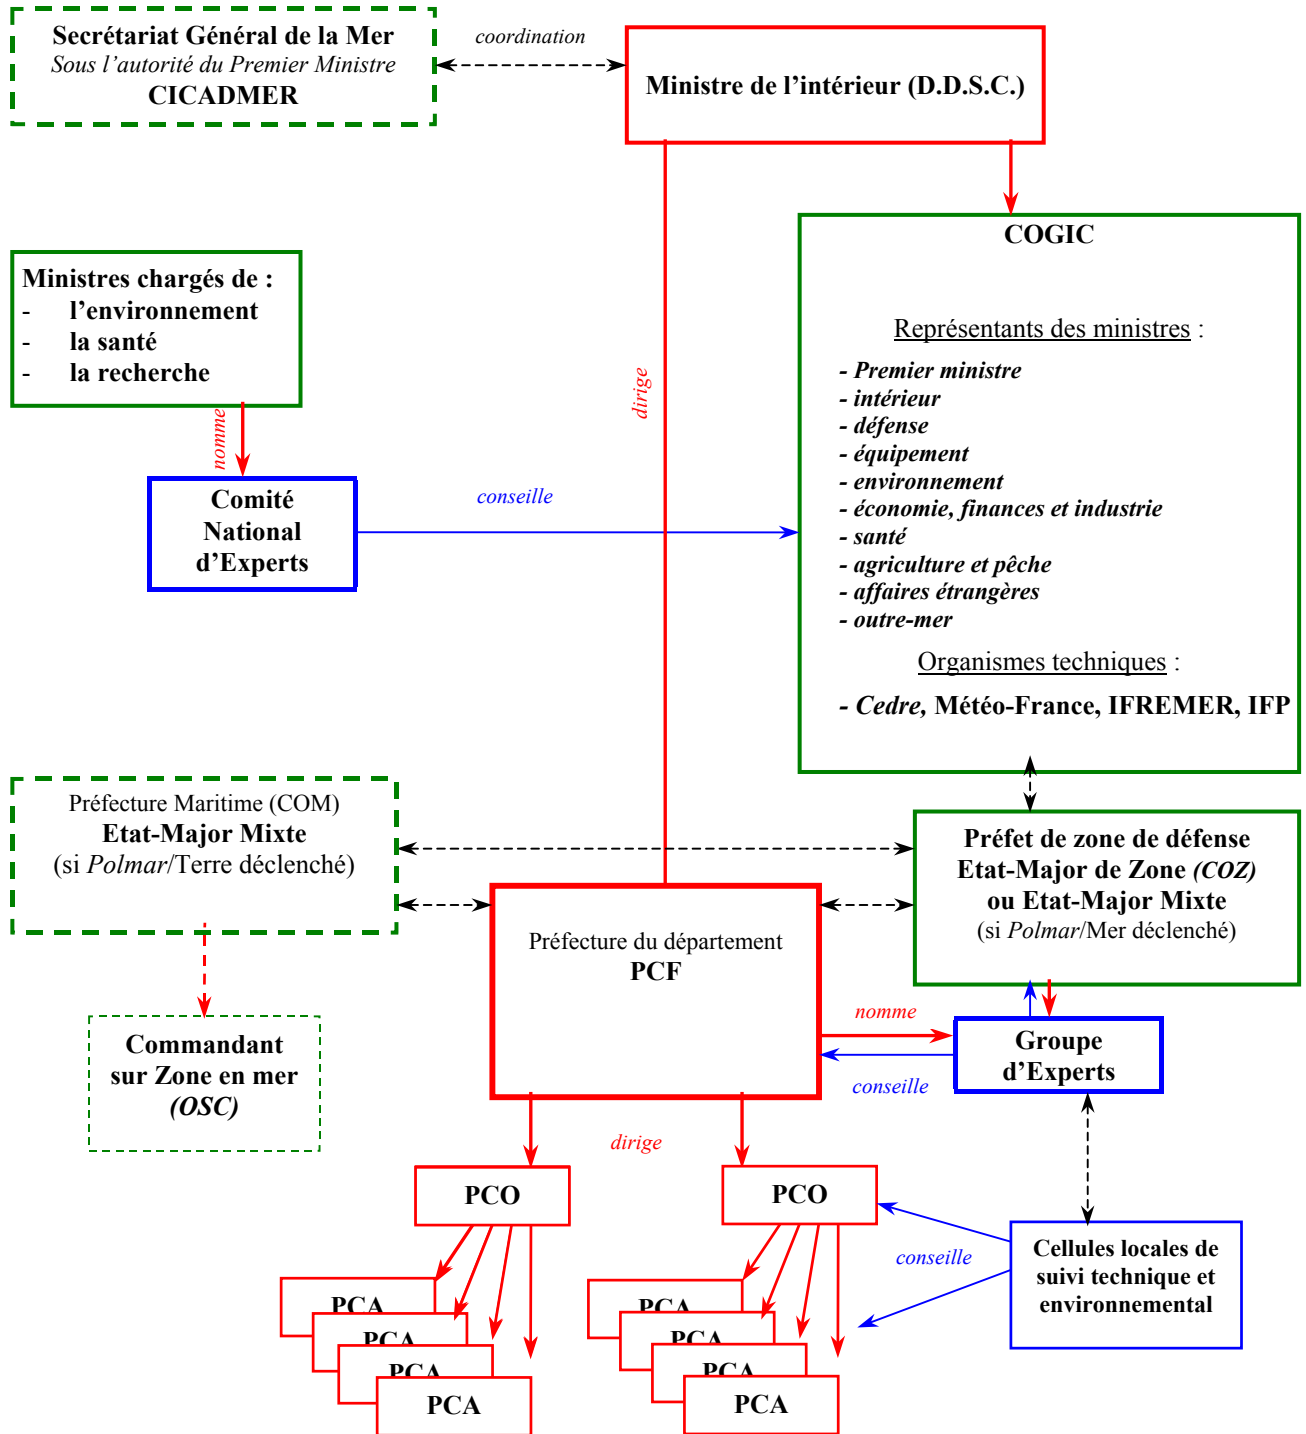 Secrétariat Général de la Mer
Sous l’autorité du Premier Ministre
CICADMER
coordination
Ministre de l’intérieur (D.D.S.C.)
Ministres chargés de :
- l’environnement
- la santé
- la recherche
nomme
Comité
National
d’Experts
conseille
dirige
COGIC
Représentants des ministres :
- Premier ministre
- intérieur
- défense
- équipement
- environnement
- économie, finances et industrie
- santé
- agriculture et pêche
- affaires étrangères
- outre-mer
Organismes techniques :
- Cedre, Météo-France, IFREMER, IFP
Préfecture Maritime (COM)
Etat-Major Mixte
(si Polmar/Terre déclenché)
Préfet de zone de défense
Etat-Major de Zone (COZ)
ou Etat-Major Mixte
(si Polmar/Mer déclenché)
Préfecture du département
PCF
Commandant
sur Zone en mer
(OSC)
nomme
conseille
Groupe
d’Experts
dirige
PCO
PCO
conseille
Cellules locales de
suivi technique et
environnemental
PCA
PCA
PCA
PCA
PCA
PCA
PCA
PCA